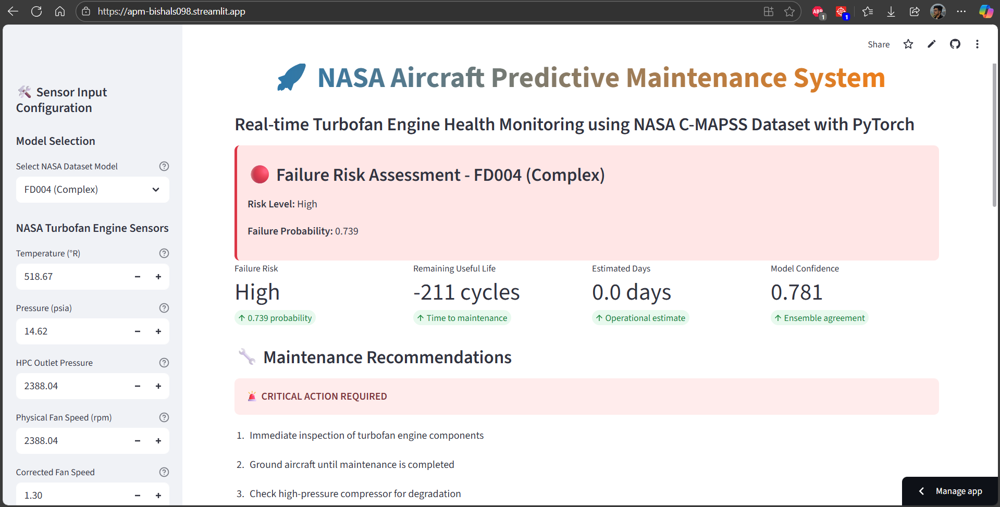 https://apm-bishals098.streamlit.app
ABP
1
1
Share
Sensor Input
Configuration
Model Selection
Select NASA Dataset Model
FD004 (Complex)
NASA Turbofan Engine Sensors
Temperature (°R)
518.67
Pressure (psia)
14.62
HPC Outlet Pressure
2388.04
Physical Fan Speed (rpm)
2388.04
Corrected Fan Speed
1.30
NASA Aircraft Predictive Maintenance System
Real-time Turbofan Engine Health Monitoring using NASA C-MAPSS Dataset with PyTorch
Failure Risk Assessment - FD004 (Complex)
Risk Level: High
Failure Probability: 0.739
Failure Risk
High
↑ 0.739 probability
Remaining Useful Life
-211 cycles
↑ Time to maintenance
Estimated Days
0.0 days
↑ Operational estimate
Model Confidence
0.781
↑ Ensemble agreement
Maintenance Recommendations
CRITICAL ACTION REQUIRED
1. Immediate inspection of turbofan engine components
2. Ground aircraft until maintenance is completed
3. Check high-pressure compressor for degradation
Manage app